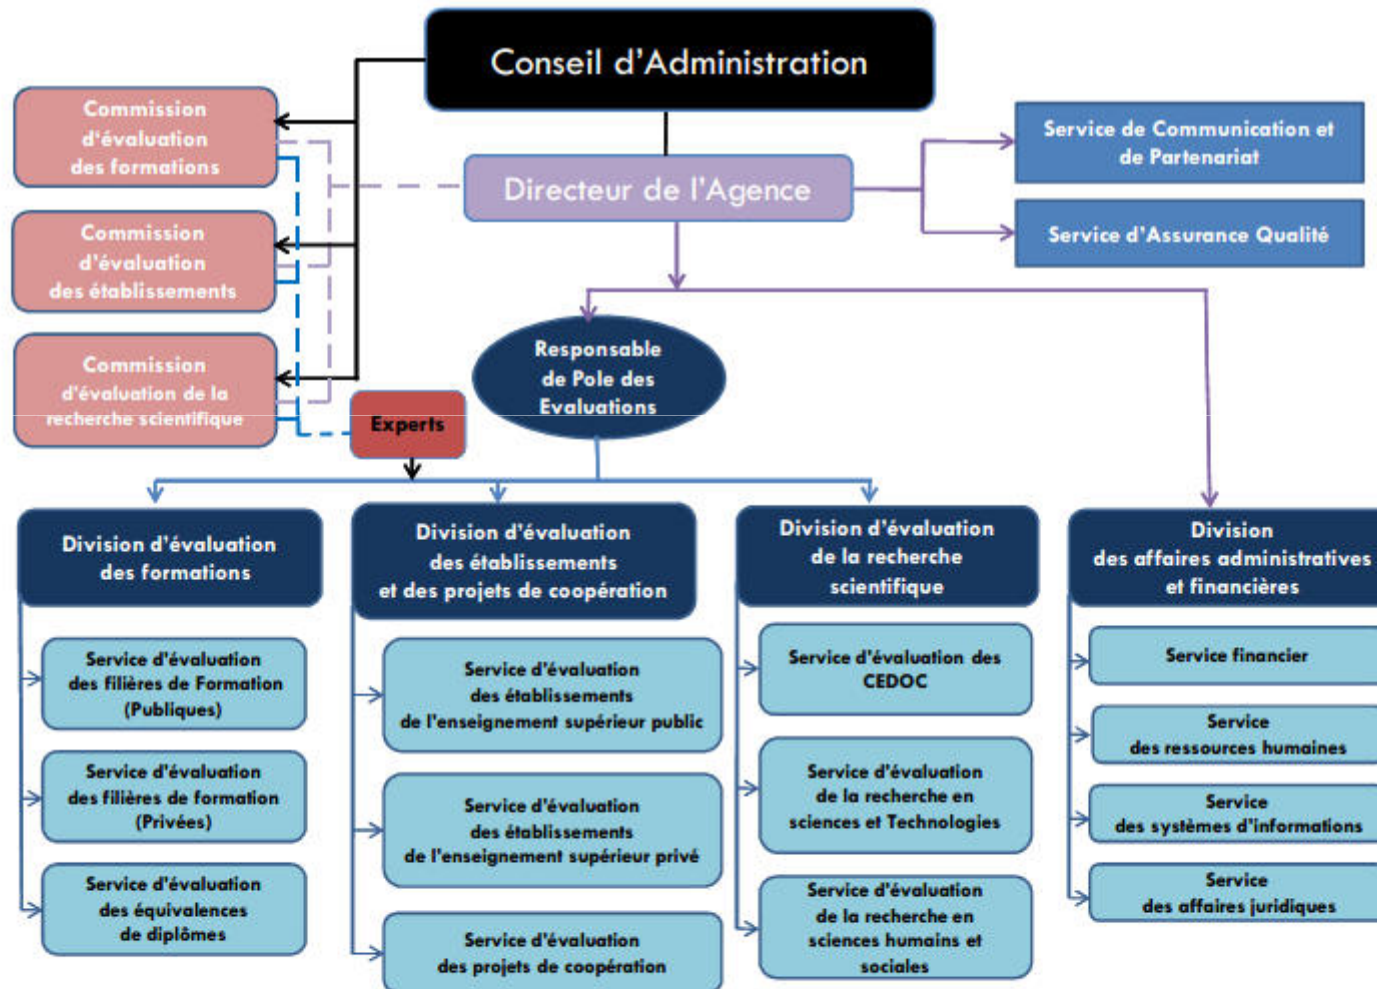 Conseil d'Administration
Commission
d'évaluation
des formations
Service de Communication et
de Partenariat
Directeur de l'Agence
Commission
d'évaluation
des établissements
Service d'Assurance Qualité
Responsable
de Pole des
Evaluations
Commission
d'évaluation de la
recherche scientifique
Experts
Division d'évaluation
des formations
Division d'évaluation
des établissements
et des projets de coopération
Division d'évaluation
de la recherche
scientifique
Division
des affaires administratives
et financières
Service d'évaluation
des filières de Formation
(Publiques)
Service d'évaluation
des filières de formation
(Privées)
Service d'évaluation
des équivalences
de diplômes
Service d'évaluation
des établissements
de l'enseignement supérieur public
Service d'évaluation
des établissements
de l'enseignement supérieur privé
Service d'évaluation
des projets de coopération
Service d'évaluation des
CEDOC
Service d'évaluation
de la recherche en
sciences et Technologies
Service d'évaluation
de la recherche en
sciences humains et
sociales
Service financier
Service
des ressources humaines
Service
des systèmes d'informations
Service
des affaires juridiques